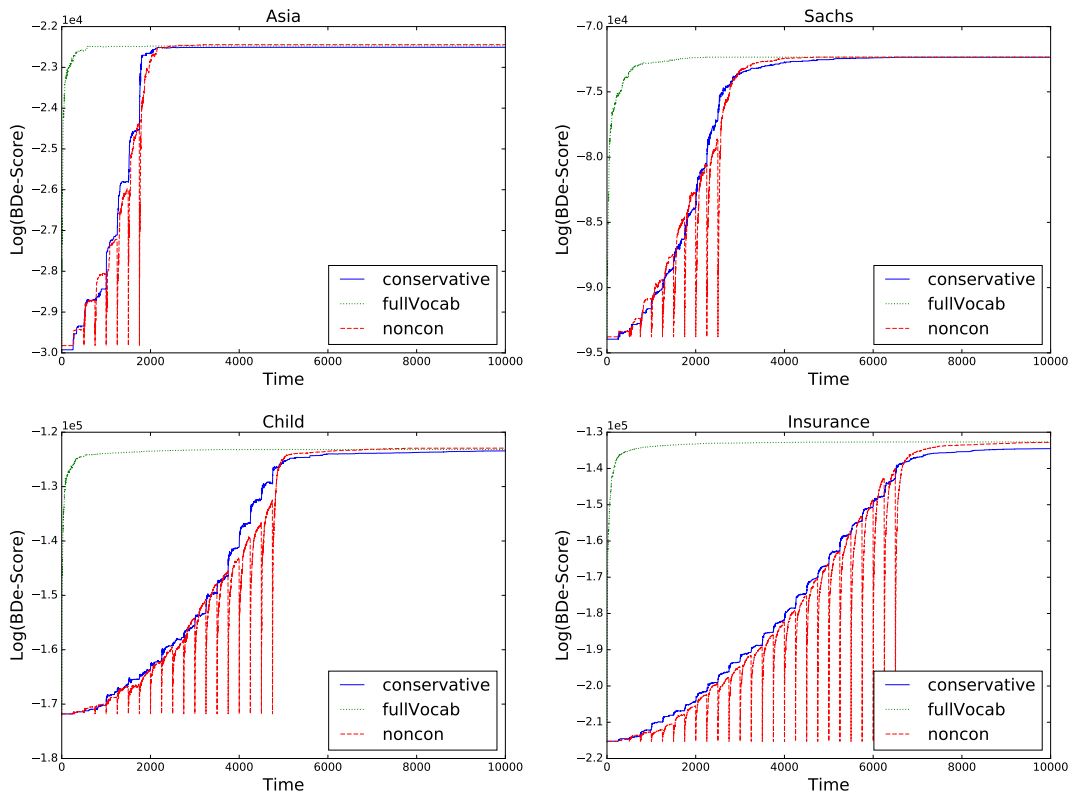 Asia
1e4
−2.2
−2.3
−2.4
−2.5
−2.6
−2.7
−2.8
−2.9
−3.0
Log(BDe-Score)
0 2000 4000 6000 8000 10000
Time
conservative
fullVocab
noncon
Sachs
1e4
−7.0
−7.5
−8.0
−8.5
−9.0
−9.5
Log(BDe-Score)
0 2000 4000 6000 8000 10000
Time
conservative
fullVocab
noncon
Child
1e5
−1.2
−1.3
−1.4
−1.5
−1.6
−1.7
−1.8
Log(BDe-Score)
0 2000 4000 6000 8000 10000
Time
conservative
fullVocab
noncon
Insurance
1e5
−1.3
−1.4
−1.5
−1.6
−1.7
−1.8
−1.9
−2.0
−2.1
−2.2
Log(BDe-Score)
0 2000 4000 6000 8000 10000
Time
conservative
fullVocab
noncon